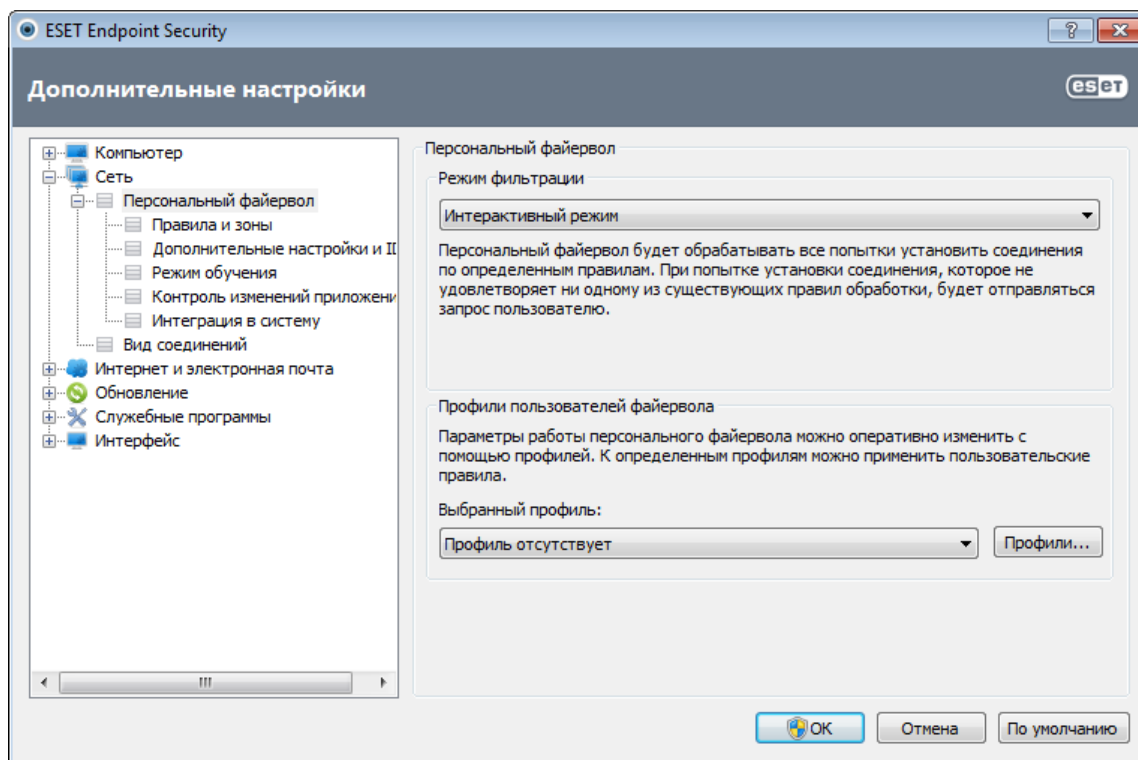 ESET Endpoint Security
Дополнительные настройки
eset
Компьютер
Сеть
Персональный файервол
Правила и зоны
Дополнительные настройки и II
Режим обучения
Контроль изменений приложени
Интеграция в систему
Вид соединений
Интернет и электронная почта
Обновление
Служебные программы
Интерфейс
Персональный файервол
Режим фильтрации
Интерактивный режим
Персональный файервол будет обрабатывать все попытки установить соединения
по определенным правилам. При попытке установки соединения, которое не
удовлетворяет ни одному из существующих правил обработки, будет отправляться
запрос пользователю.
Профили пользователей файервола
Параметры работы персонального файервола можно оперативно изменить с
помощью профилей. К определенным профилям можно применить пользовательские
правила.
Выбранный профиль:
Профиль отсутствует
Профили...
OK
Отмена
По умолчанию